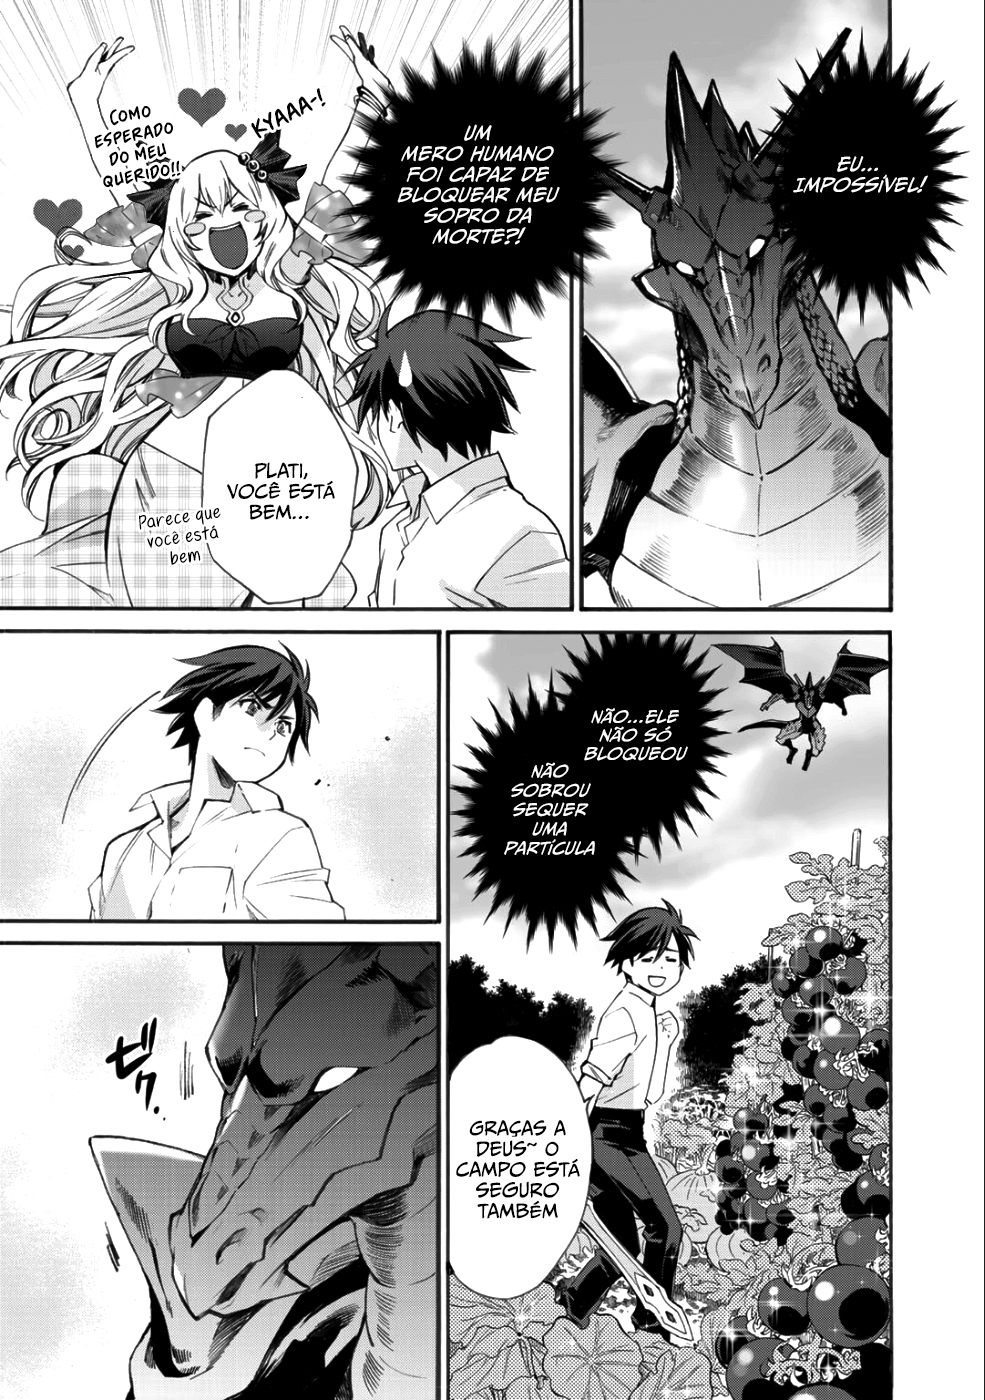 EU...
IMPOSSÍVEL!
UM
MERO HUMANO
FOI CAPAZ DE
BLOQUEAR MEU
SOPRO DA
MORTE?!
KYAAA~!
COMO
ESPERADO
DO MEU
QUERIDO!!
PLATI,
VOCÊ ESTÁ
BEM...
Parece que
você está
bem
NÃO...ELE
NÃO SÓ
BLOQUEOU
NÃO
SOBROU
SEQUER
UMA
PARTÍCULA
GRAÇAS A
DEUS~ O
CAMPO ESTÁ
SEGURO
TAMBÉM
ゼク.